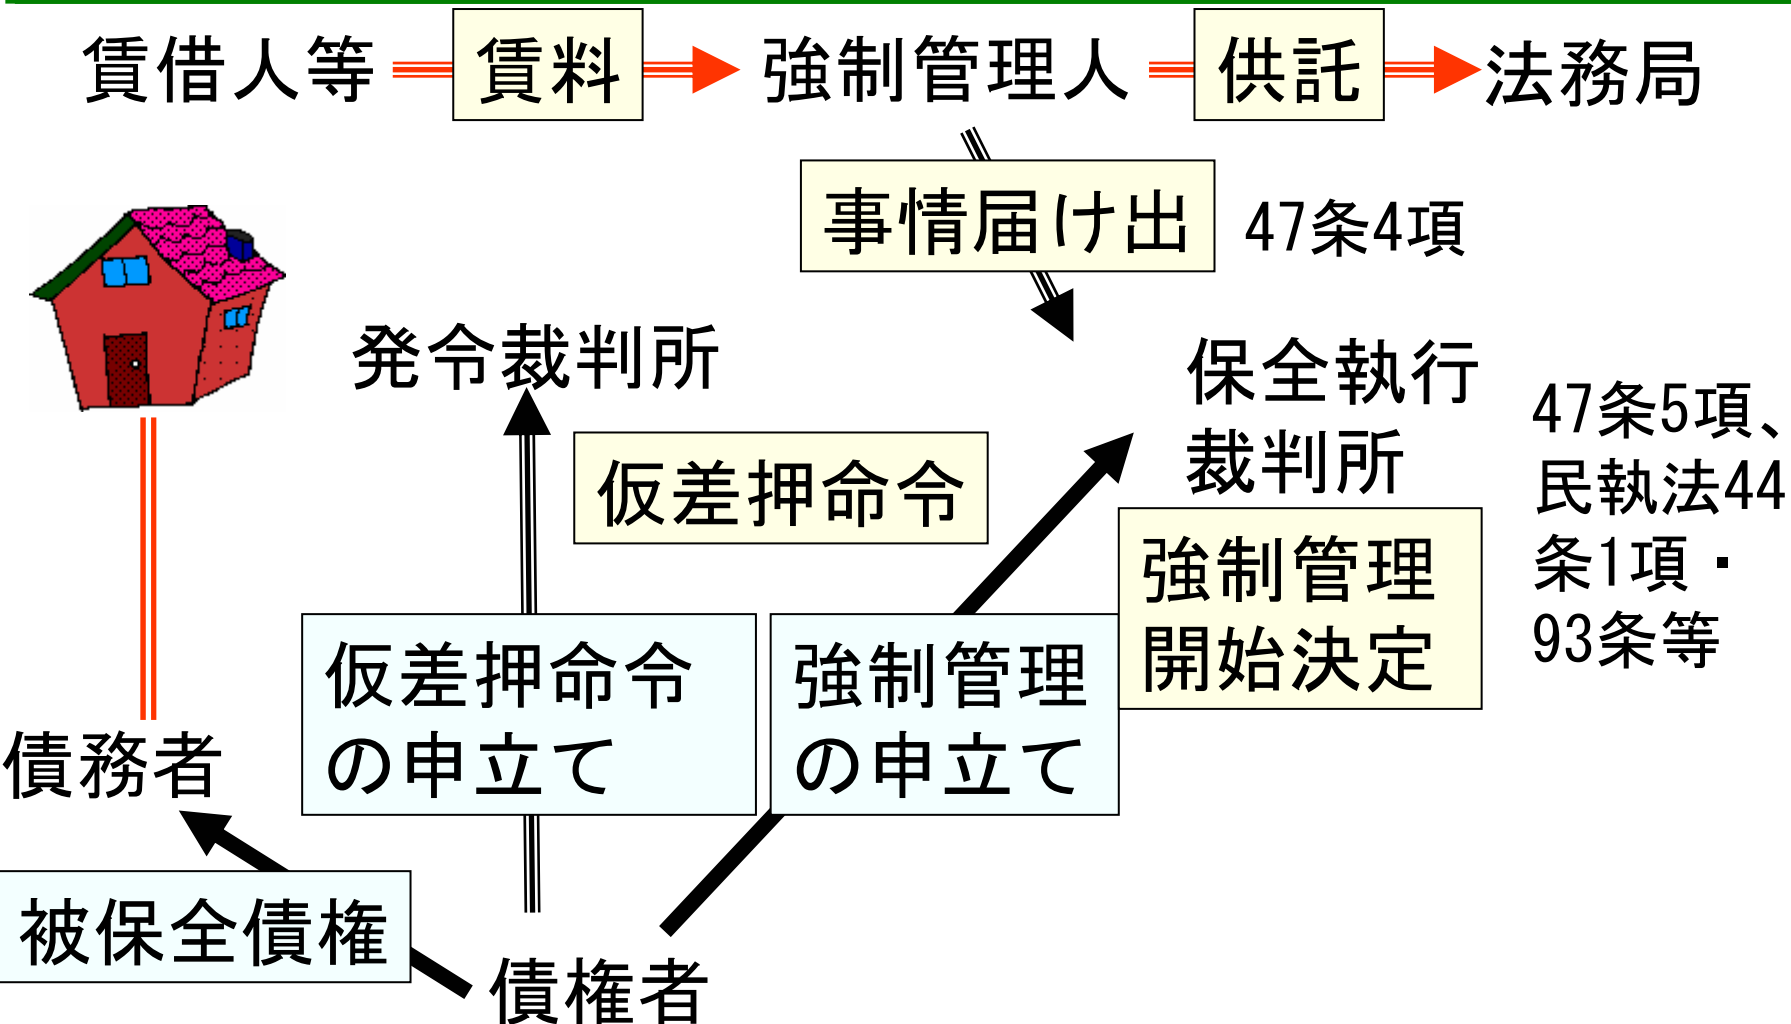 賃借人等
賃料
強制管理人
供託
法務局
事情届け出
47条4項
発令裁判所
保全執行
裁判所
47条5項、
民執法44
条1項・
93条等
仮差押命令
強制管理
開始決定
仮差押命令
の申立て
強制管理
の申立て
債務者
被保全債権
債権者